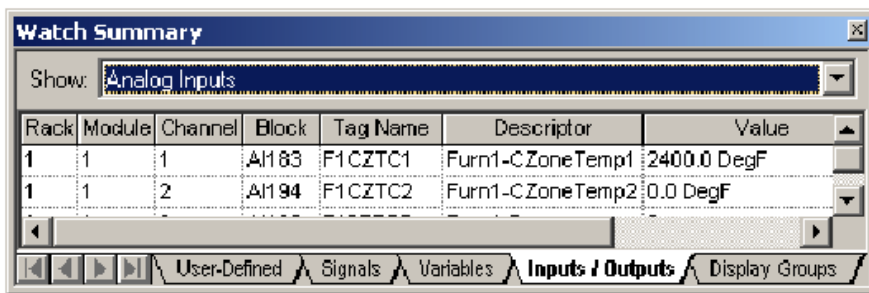 Watch Summary
Show: Analog Inputs
Rack Module Channel Block Tag Name Descriptor Value
1 1 1 AI183 F1CZTC1 Furn1-CZoneTemp1 2400.0 DegF
1 1 2 AI194 F1CZTC2 Furn1-CZoneTemp2 0.0 DegF
User-Defined Signals Variables Inputs / Outputs Display Groups